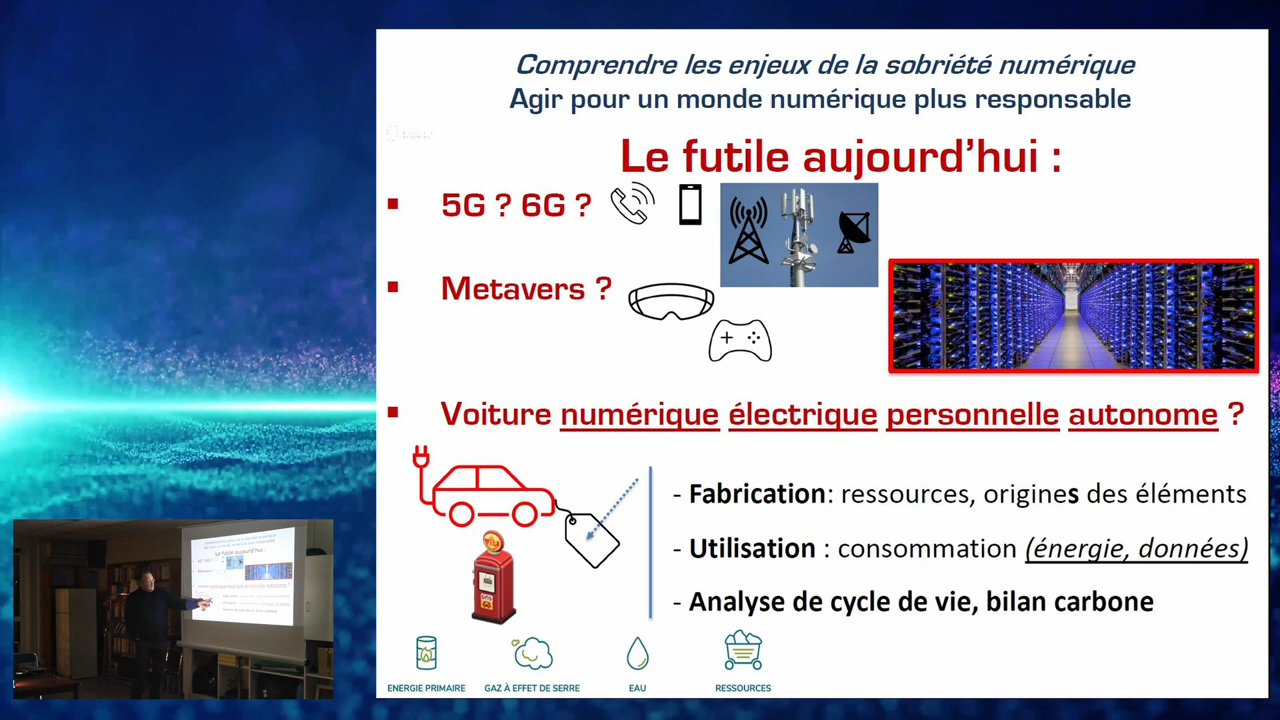 Comprendre les enjeux de la sobriété numérique
Agir pour un monde numérique plus responsable
Le futile aujourd'hui :
▪ 5G ? 6G ?
▪ Metavers ?
▪ Voiture numérique électrique personnelle autonome ?
- Fabrication: ressources, origines des éléments
- Utilisation : consommation (énergie, données)
- Analyse de cycle de vie, bilan carbone
ENERGIE PRIMAIRE
GAZ À EFFET DE SERRE
EAU
RESSOURCES